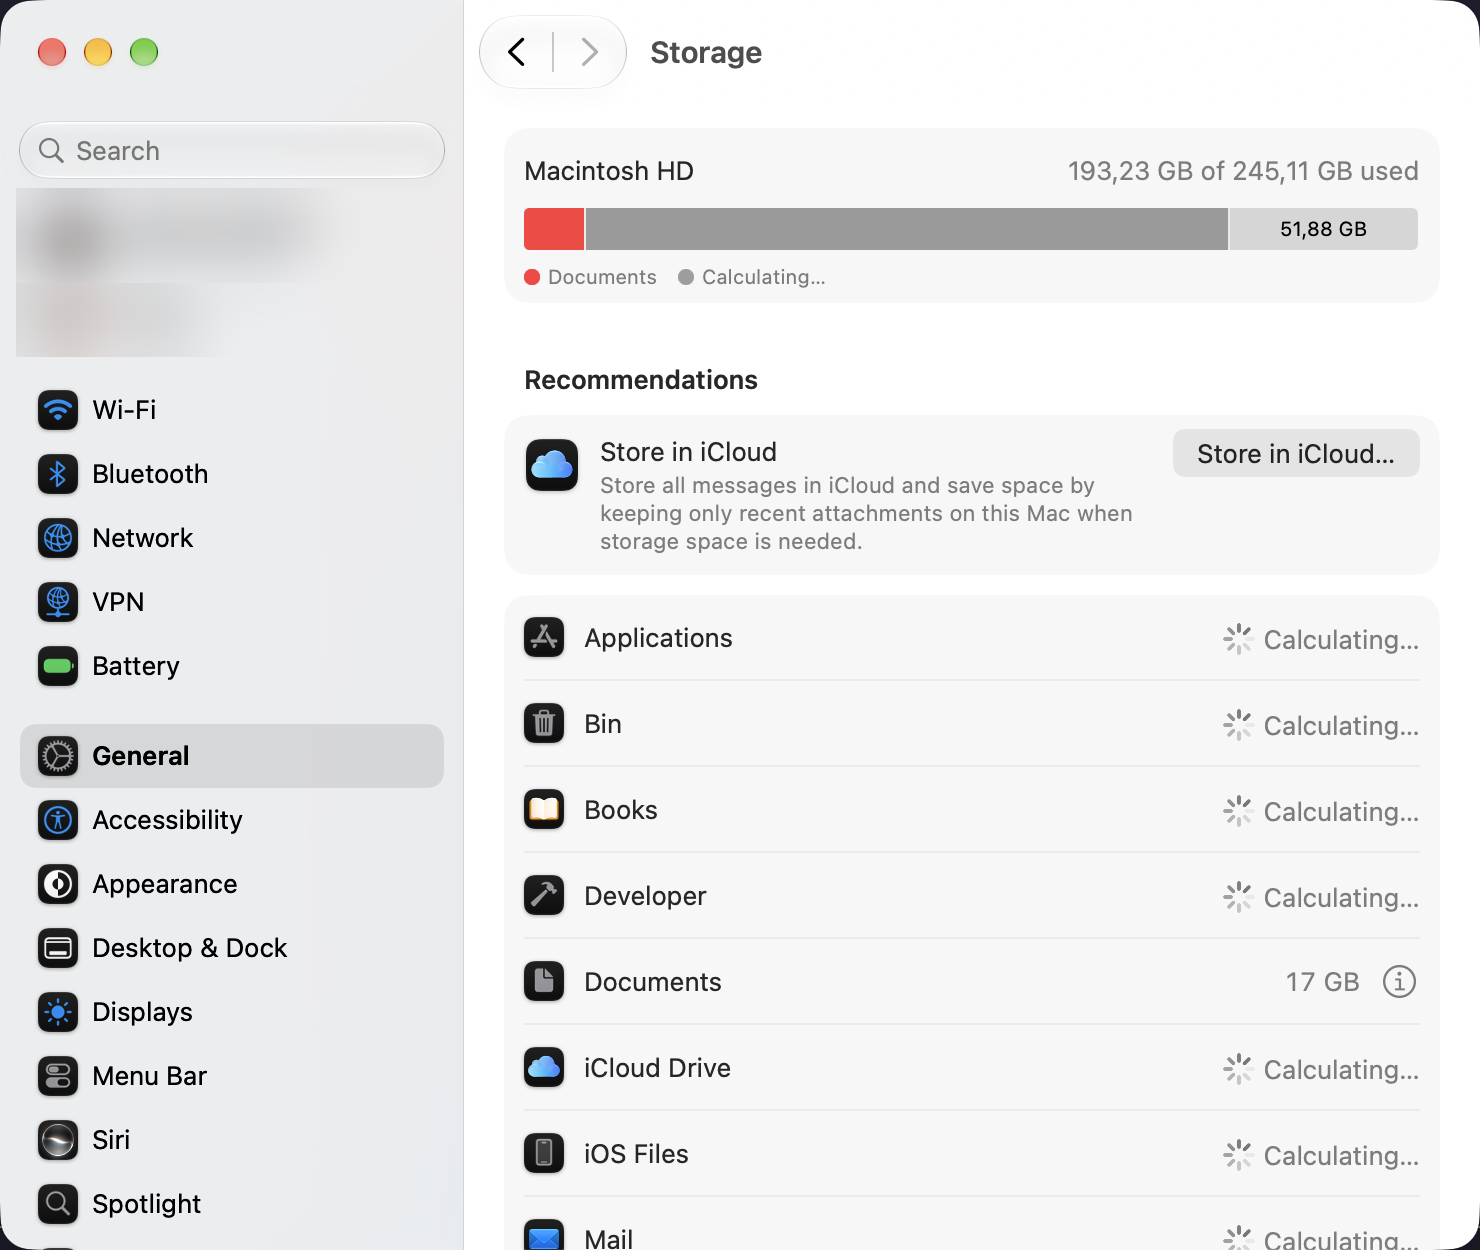 Storage
Search
Macintosh HD
193,23 GB of 245,11 GB used
51,88 GB
Documents
Calculating...
Recommendations
Store in iCloud
Store all messages in iCloud and save space by
keeping only recent attachments on this Mac when
storage space is needed.
Store in iCloud...
Wi-Fi
Bluetooth
Network
VPN
Battery
General
Accessibility
Appearance
Desktop & Dock
Displays
Menu Bar
Siri
Spotlight
Applications
Calculating...
Bin
Calculating...
Books
Calculating...
Developer
Calculating...
Documents
17 GB
iCloud Drive
Calculating...
iOS Files
Calculating...
Mail
Calculating...